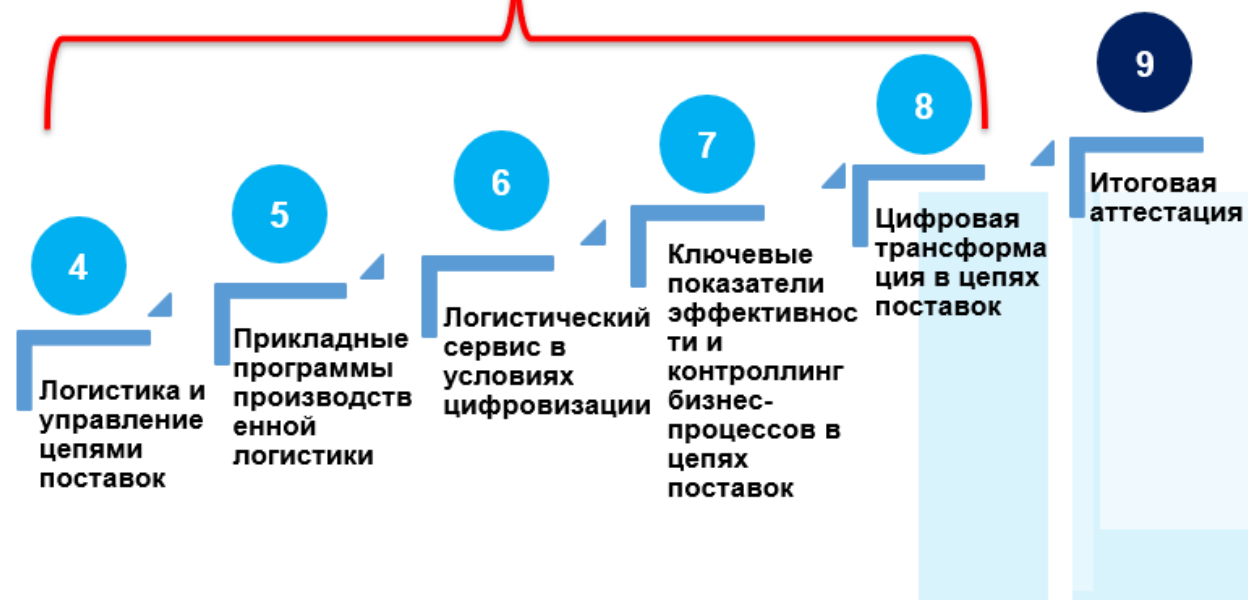 4
Логистика и
управление
цепями
поставок
5
Прикладные
программы
производств
енной
логистики
6
Логистический
сервис в
условиях
цифровизации
7
Ключевые
показатели
эффективнос
ти и
контроллинг
бизнес-
процессов в
цепях
поставок
8
Цифровая
трансформа
ция в цепях
поставок
9
Итоговая
аттестация